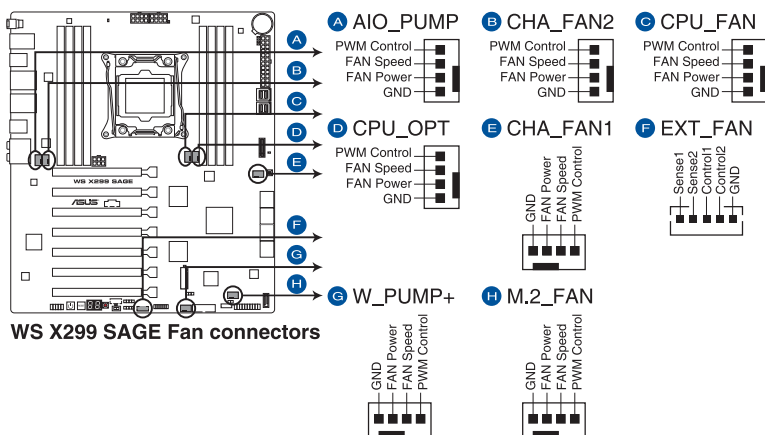 A AIO_PUMP
PWM Control
FAN Speed
FAN Power
GND
B CHA_FAN2
PWM Control
FAN Speed
FAN Power
GND
C CPU_FAN
PWM Control
FAN Speed
FAN Power
GND
A
B
C
D
E
F
G
H
D CPU_OPT
PWM Control
FAN Speed
FAN Power
GND
E CHA_FAN1
GND
FAN Power
FAN Speed
PWM Control
F EXT_FAN
Sense1
Sense2
Control1
Control2
GND
WS X299 SAGE
ASUS
WS X299 SAGE Fan connectors
G W_PUMP+
GND
FAN Power
FAN Speed
PWM Control
H M.2_FAN
GND
FAN Power
FAN Speed
PWM Control